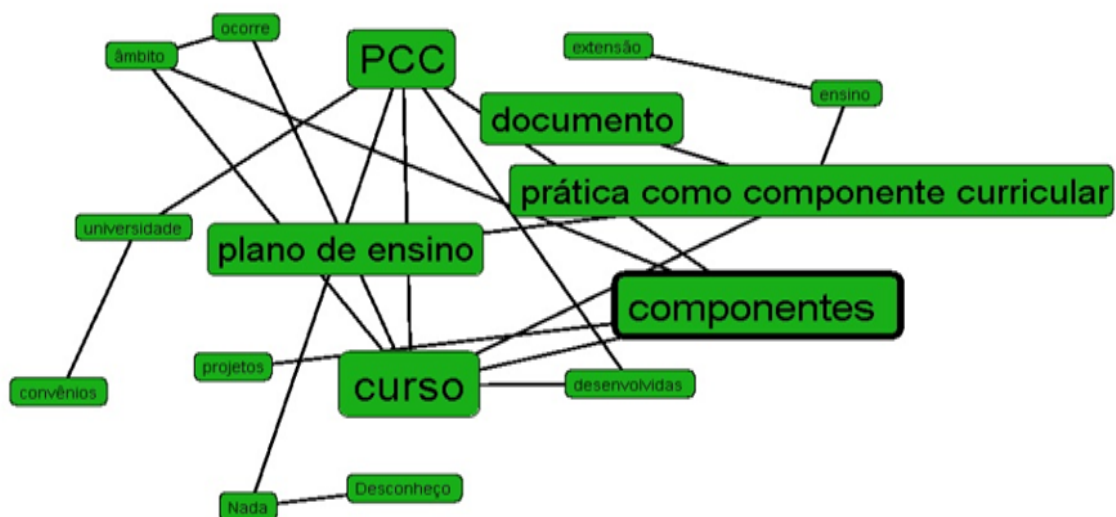 ocorre
âmbito
PCC
extensão
ensino
documento
prática como componente curricular
universidade
plano de ensino
componentes
projetos
curso
desenvolvidas
convênios
Desconheço
Nada